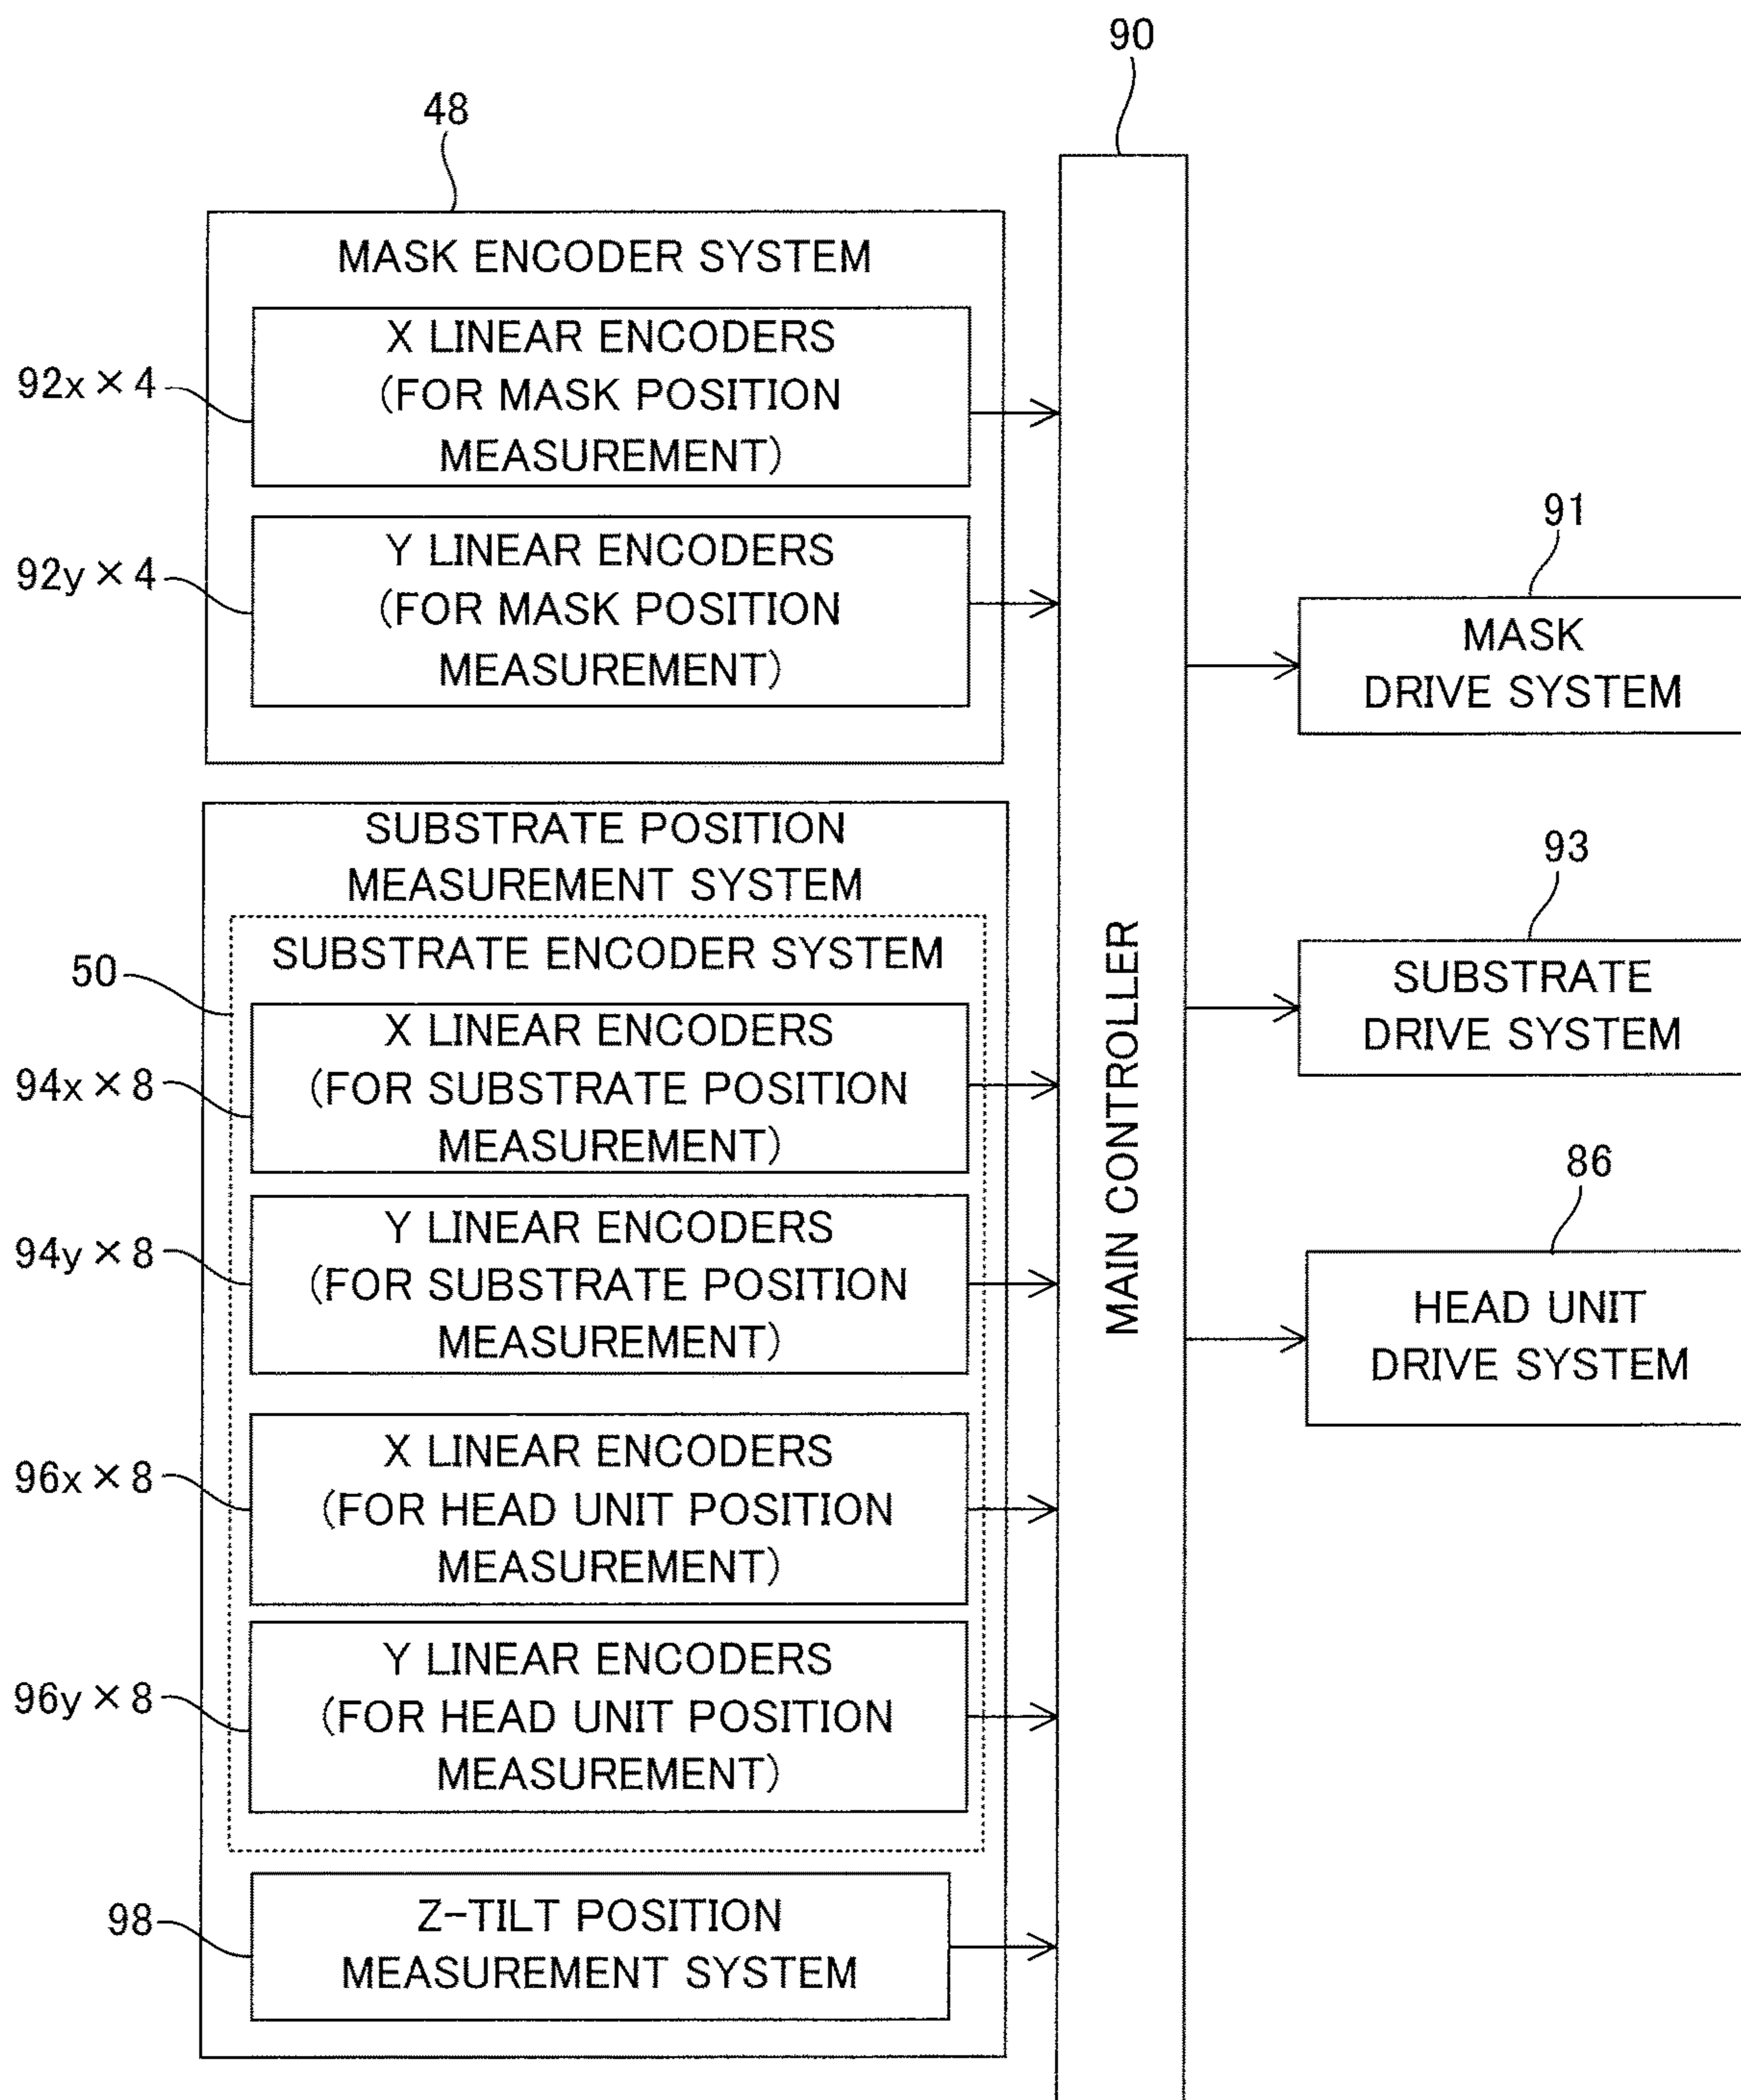 90
48
MASK ENCODER SYSTEM
X LINEAR ENCODERS
(FOR MASK POSITION
MEASUREMENT)
92x × 4
Y LINEAR ENCODERS
(FOR MASK POSITION
MEASUREMENT)
92y × 4
SUBSTRATE POSITION
MEASUREMENT SYSTEM
SUBSTRATE ENCODER SYSTEM
50
X LINEAR ENCODERS
(FOR SUBSTRATE POSITION
MEASUREMENT)
94x × 8
Y LINEAR ENCODERS
(FOR SUBSTRATE POSITION
MEASUREMENT)
94y × 8
X LINEAR ENCODERS
(FOR HEAD UNIT POSITION
MEASUREMENT)
96x × 8
Y LINEAR ENCODERS
(FOR HEAD UNIT POSITION
MEASUREMENT)
96y × 8
Z-TILT POSITION
MEASUREMENT SYSTEM
98
MAIN CONTROLLER
91
MASK
DRIVE SYSTEM
93
SUBSTRATE
DRIVE SYSTEM
86
HEAD UNIT
DRIVE SYSTEM